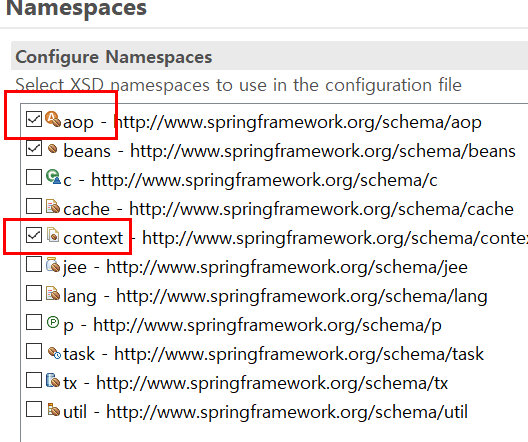 Namespaces
Configure Namespaces
Select XSD namespaces to use in the configuration file
aop - http://www.springframework.org/schema/aop
beans - http://www.springframework.org/schema/beans
c - http://www.springframework.org/schema/c
cache - http://www.springframework.org/schema/cache
context - http://www.springframework.org/schema/conte
jee - http://www.springframework.org/schema/jee
lang - http://www.springframework.org/schema/lang
p - http://www.springframework.org/schema/p
task - http://www.springframework.org/schema/task
tx - http://www.springframework.org/schema/tx
util - http://www.springframework.org/schema/util